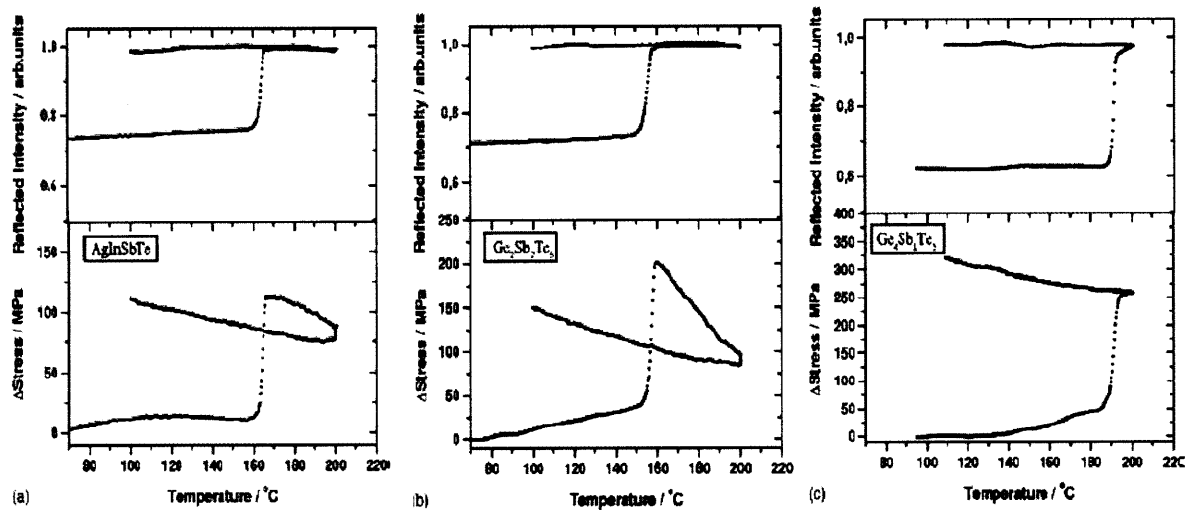 Reflected Intensity / arb.units
1,0
0,8
0,6
ΔStress / MPa
150
100
50
0
AgInSbTe
80 100 120 140 160 180 200 220
(a) Temperature / °C
Reflected Intensity / arb.units
1,0
0,8
0,6
ΔStress / MPa
250
200
150
100
50
0
80 100 120 140 160 180 200 220
(b) Temperature / °C
Reflected Intensity / arb.units
1,0
0,8
0,6
ΔStress / MPa
400
350
300
250
200
150
100
50
0
80 100 120 140 160 180 200
(c) Temperature / °C